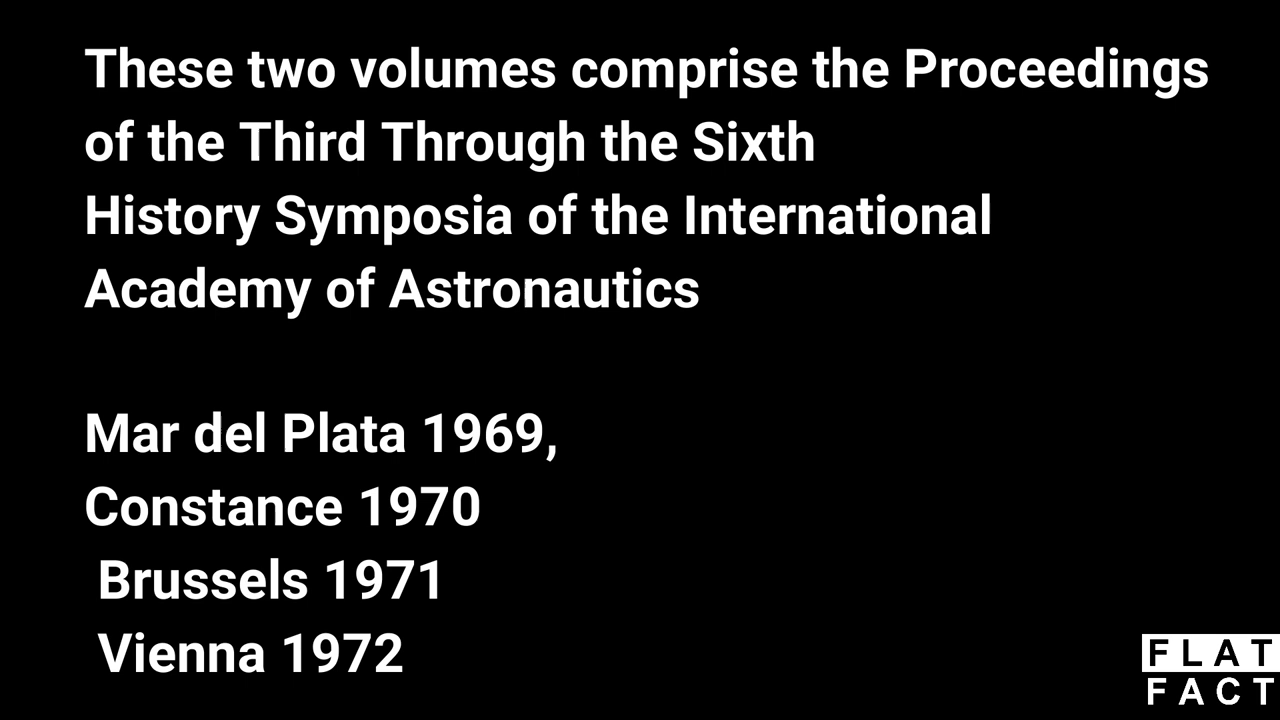 These two volumes comprise the Proceedings
of the Third Through the Sixth
History Symposia of the International
Academy of Astronautics
Mar del Plata 1969,
Constance 1970
Brussels 1971
Vienna 1972
FLAT
FACT